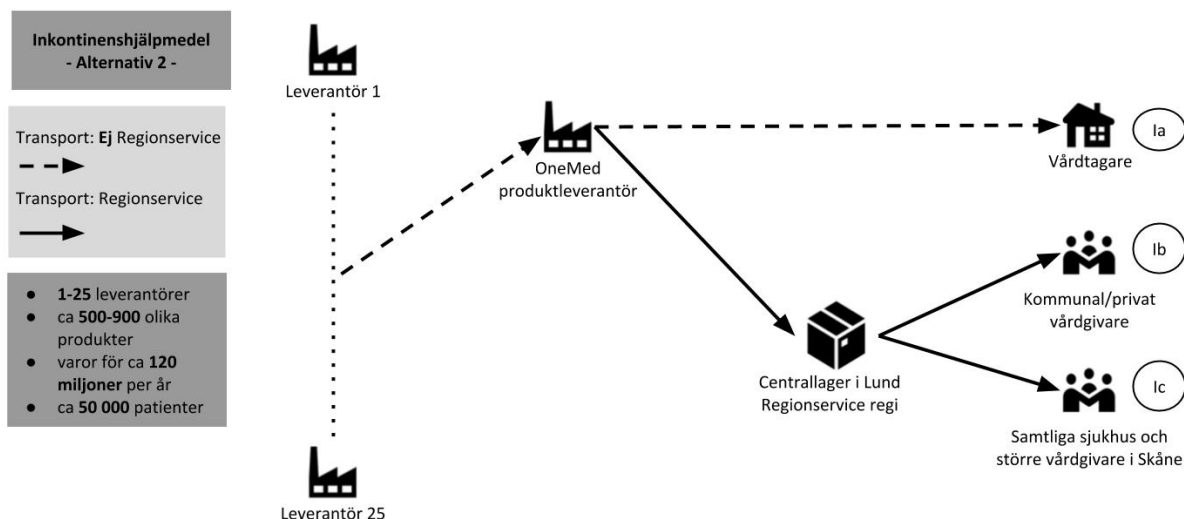 Inkontinenshjälpmedel
- Alternativ 2 -
Transport: Ej Regionservice
Transport: Regionservice
● 1-25 leverantörer
● ca 500-900 olika
produkter
● varor för ca 120
miljoner per år
● ca 50 000 patienter
Leverantör 1
Leverantör 25
OneMed
produktleverantör
Centrallager i Lund
Regionservice regi
Vårdtagare
Ia
Kommunal/privat
vårdgivare
Ib
Samtliga sjukhus och
större vårdgivare i Skåne
Ic